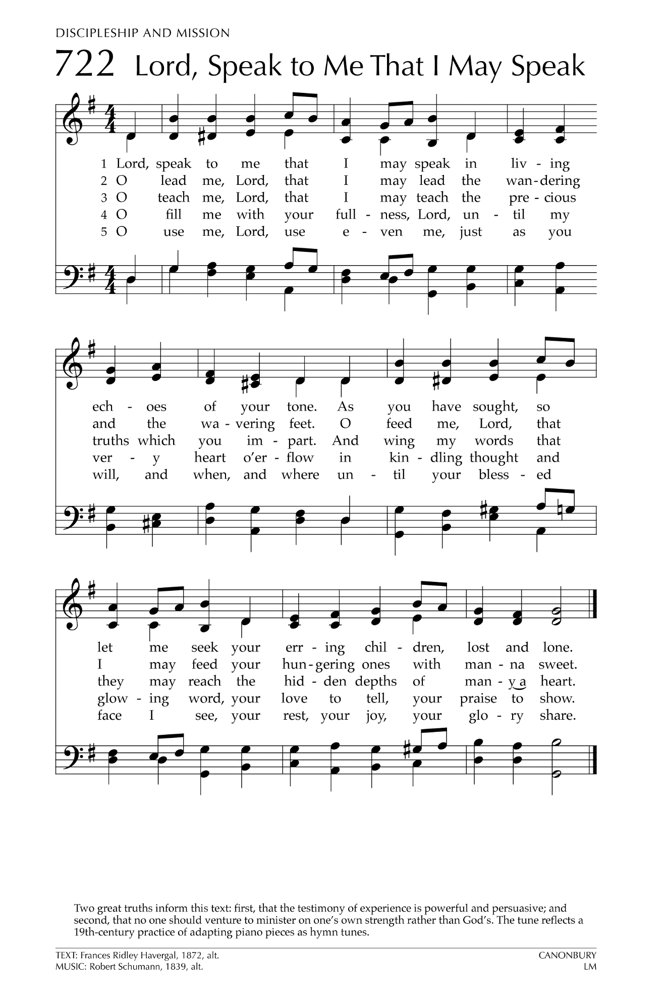 DISCIPLESHIP AND MISSION
722 Lord, Speak to Me That I May Speak
4 4
1 Lord, speak to me that I may speak in liv - ing
2 O lead me, Lord, that I may lead the wan - dering
3 O teach me, Lord, that I may teach the pre - cious
4 O fill me with your full - ness, Lord, un - til my
5 O use me, Lord, use e - ven me, just as you
4 4
ech - oes of your tone. As you have sought, so
and the wa - vering feet. O feed me, Lord, that
truths which you im - part. And wing my words that
ver - y heart o’er - flow in kin - dling thought and
will, and when, and where un - til your bless - ed
let me seek your err - ing chil - dren, lost and lone.
I may feed your hun - gering ones with man - na sweet.
they may reach the hid - den depths of man - y a heart.
glow - ing word, your love to tell, your praise to show.
face I see, your rest, your joy, your glo - ry share.
Two great truths inform this text: first, that the testimony of experience is powerful and persuasive; and
second, that no one should venture to minister on one’s own strength rather than God’s. The tune reflects a
19th-century practice of adapting piano pieces as hymn tunes.
TEXT: Frances Ridley Havergal, 1872, alt. CANONBURY
MUSIC: Robert Schumann, 1839, alt. LM